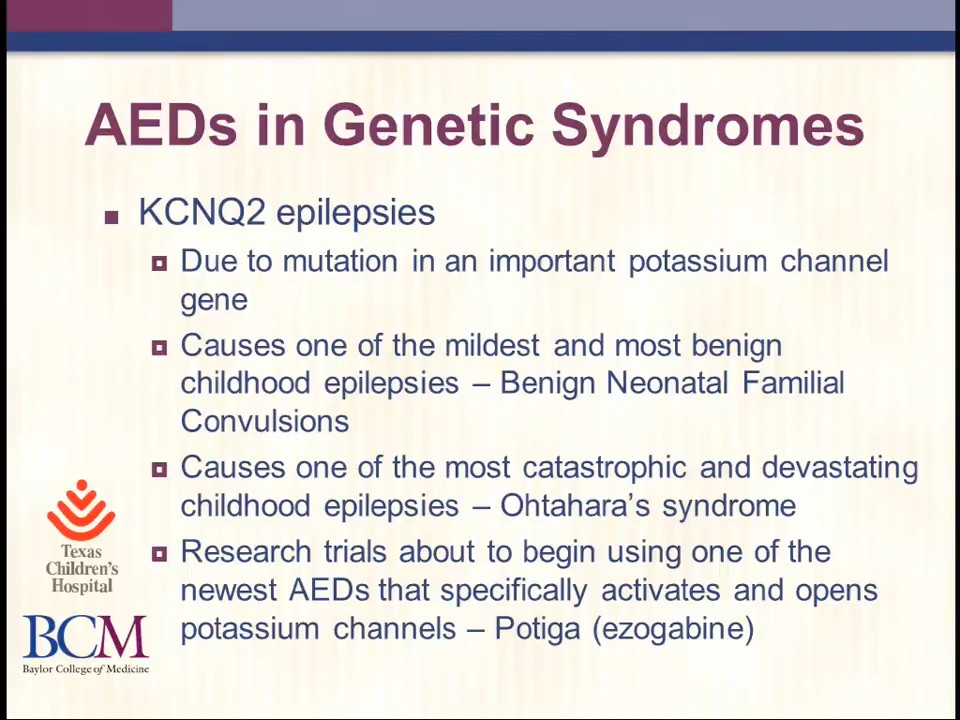 AEDs in Genetic Syndromes
KCNQ2 epilepsies
Due to mutation in an important potassium channel
gene
Causes one of the mildest and most benign
childhood epilepsies – Benign Neonatal Familial
Convulsions
Causes one of the most catastrophic and devastating
childhood epilepsies – Ohtahara's syndrome
Research trials about to begin using one of the
newest AEDs that specifically activates and opens
potassium channels – Potiga (ezogabine)
Texas
Children's
Hospital
BCM
Baylor College of Medicine